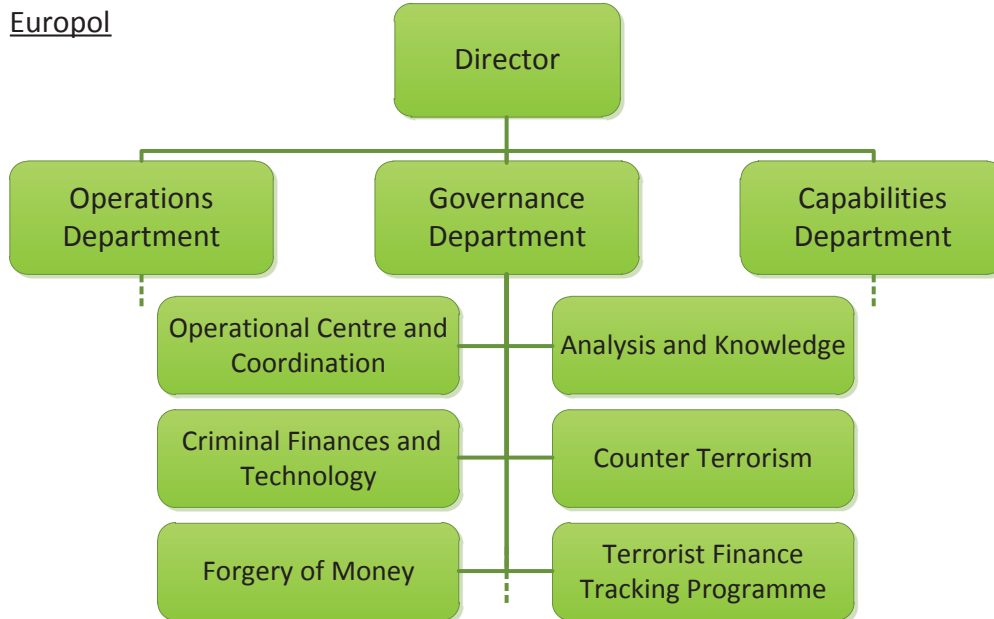 Europol
Director
Operations
Department
Governance
Department
Capabilities
Department
Operational Centre and
Coordination
Analysis and Knowledge
Criminal Finances and
Technology
Counter Terrorism
Forgery of Money
Terrorist Finance
Tracking Programme